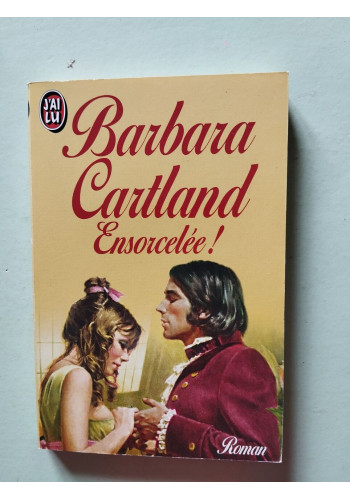 J'AI
LU
Barbara
Cartland
Ensorcelée!
Roman